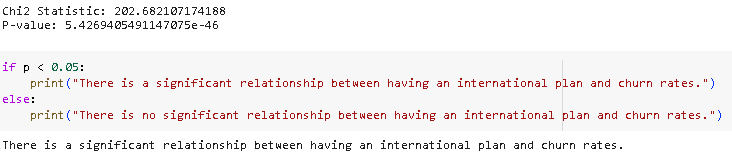 Chi2 Statistic: 202.682107174188
P-value: 5.4269405491147075e-46
if p < 0.05:
    print("There is a significant relationship between having an international plan and churn rates.")
else:
    print("There is no significant relationship between having an international plan and churn rates.")
There is a significant relationship between having an international plan and churn rates.